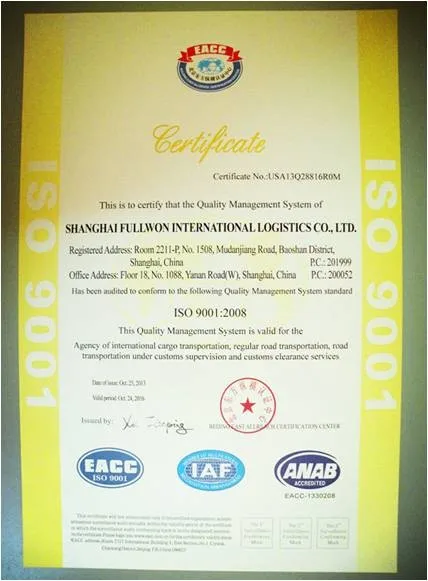 EACC
Certificate
Certificate No.:USA13Q28816R0M
This is to certify that the Quality Management System of
SHANGHAI FULLWON INTERNATIONAL LOGISTICS CO., LTD.
Registered Address: Room 2211-P, No. 1508, Mudanjiang Road, Baoshan District,
Shanghai, China P.C.: 201999
Office Address: Floor 18, No. 1088, Yanan Road(W), Shanghai, China P.C.: 200052
Has been audited to conform to the following Quality Management System standard
ISO 9001:2008
This Quality Management System is valid for the
Agency of international cargo transportation, regular road transportation, road
transportation under customs supervision and customs clearance services
Date of issue: Oct. 25, 2013
Valid period: Oct. 24, 2016
Issued by:
BEIJING EAST ALLREACH CERTIFICATION CENTER
EACC
ISO 9001
IAF
ANAB
ACCREDITED
EACC-1330208
ISO 9001
ISO 9001